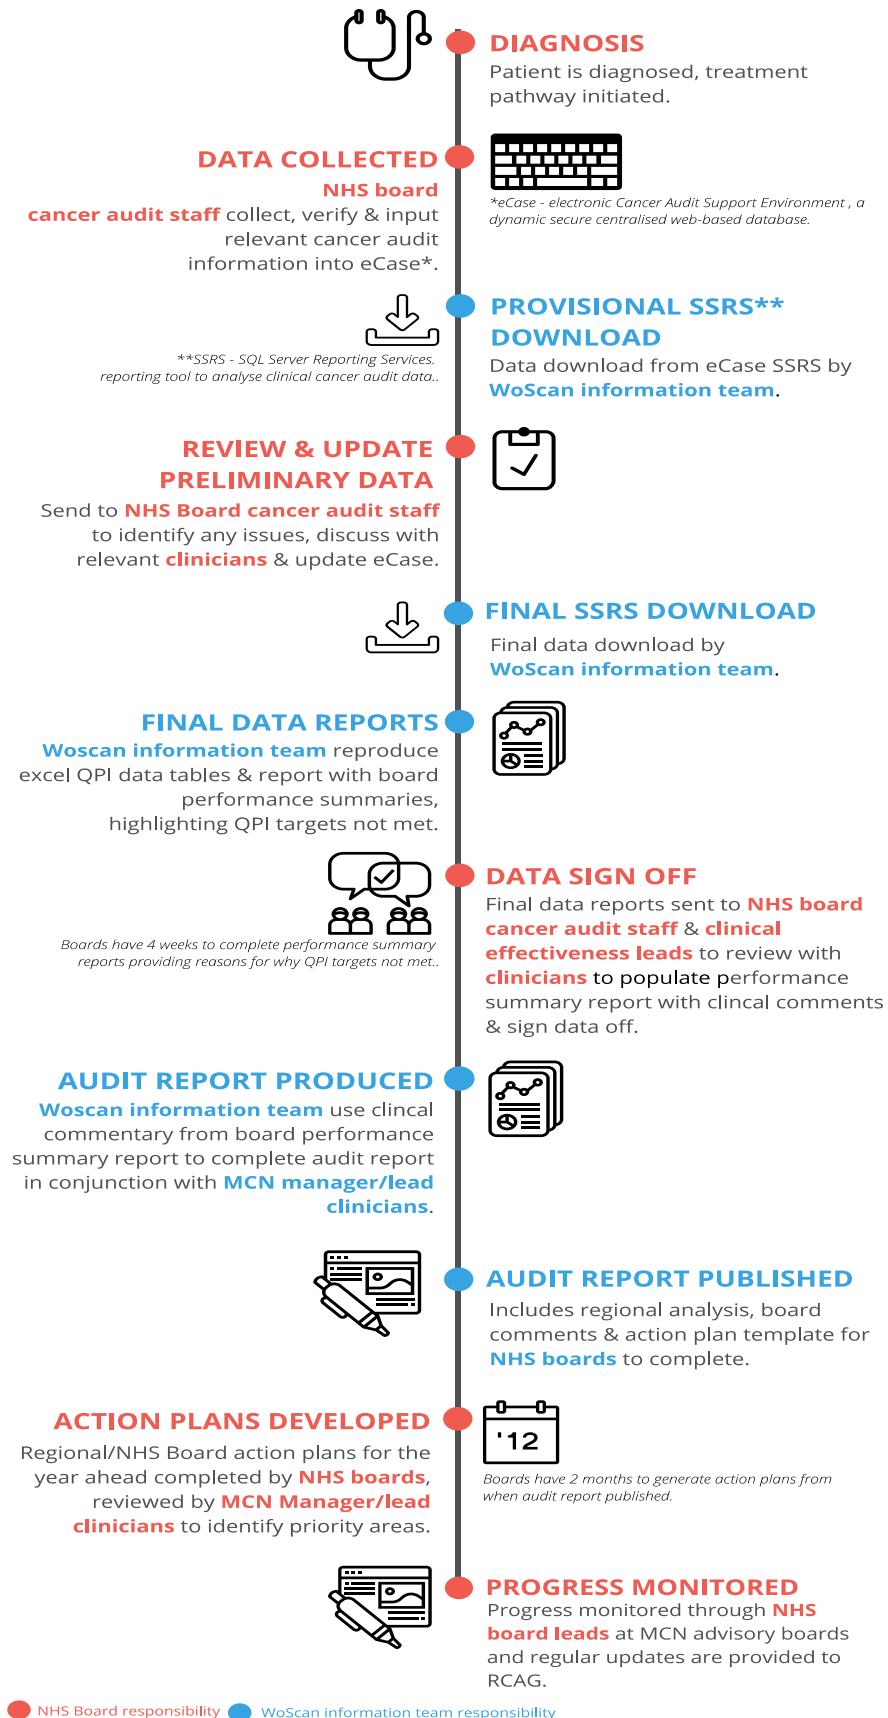 DIAGNOSIS
Patient is diagnosed, treatment
pathway initiated.
DATA COLLECTED
NHS board
cancer audit staff collect, verify & input
relevant cancer audit
information into eCase*.
*eCase - electronic Cancer Audit Support Environment , a
dynamic secure centralised web-based database.
PROVISIONAL SSRS**
DOWNLOAD
Data download from eCase SSRS by
WoScan information team.
**SSRS - SQL Server Reporting Services.
reporting tool to analyse clinical cancer audit data..
REVIEW & UPDATE
PRELIMINARY DATA
Send to NHS Board cancer audit staff
to identify any issues, discuss with
relevant clinicians & update eCase.
FINAL SSRS DOWNLOAD
Final data download by
WoScan information team.
FINAL DATA REPORTS
Woscan information team reproduce
excel QPI data tables & report with board
performance summaries,
highlighting QPI targets not met.
DATA SIGN OFF
Final data reports sent to NHS board
cancer audit staff & clinical
effectiveness leads to review with
clinicians to populate performance
summary report with clincal comments
& sign data off.
Boards have 4 weeks to complete performance summary
reports providing reasons for why QPI targets not met..
AUDIT REPORT PRODUCED
Woscan information team use clincal
commentary from board performance
summary report to complete audit report
in conjunction with MCN manager/lead
clinicians.
AUDIT REPORT PUBLISHED
Includes regional analysis, board
comments & action plan template for
NHS boards to complete.
ACTION PLANS DEVELOPED
Regional/NHS Board action plans for the
year ahead completed by NHS boards,
reviewed by MCN Manager/lead
clinicians to identify priority areas.
'12
Boards have 2 months to generate action plans from
when audit report published.
PROGRESS MONITORED
Progress monitored through NHS
board leads at MCN advisory boards
and regular updates are provided to
RCAG.
NHS Board responsibility WoScan information team responsibility